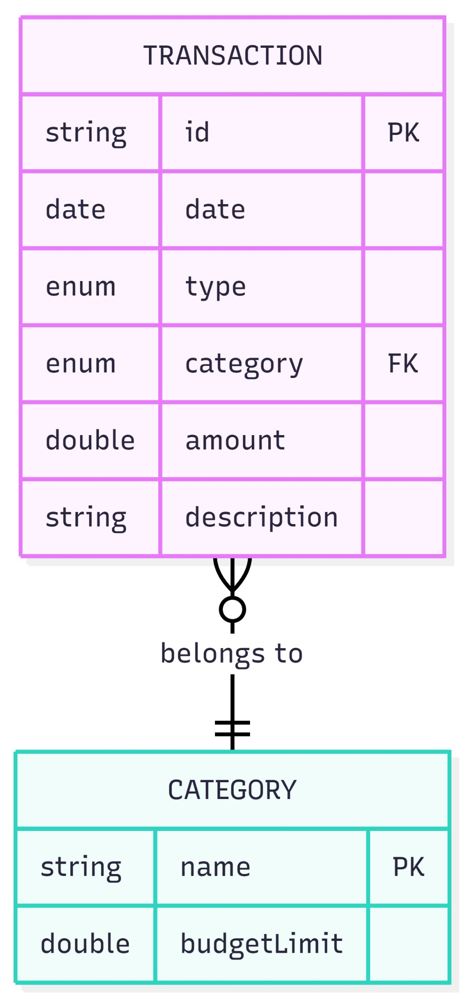 TRANSACTION
string id PK
date date
enum type
enum category FK
double amount
string description
belongs to
CATEGORY
string name PK
double budgetLimit